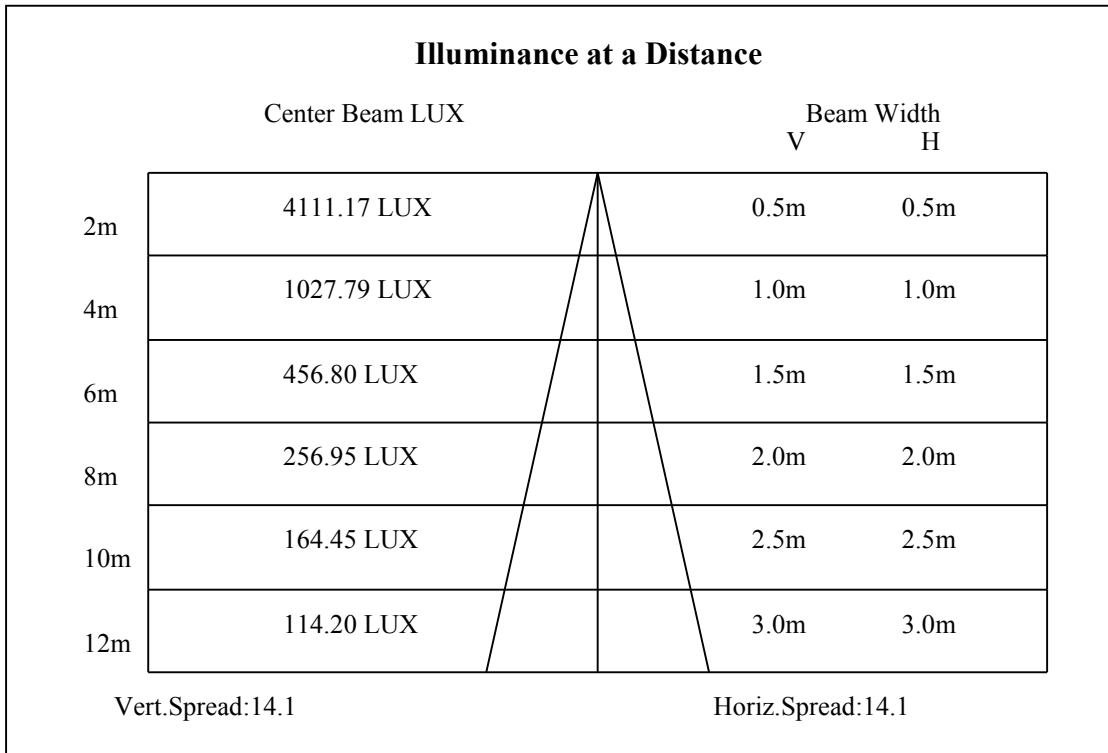 Illuminance at a Distance
Center Beam LUX Beam Width
V H
2m 4111.17 LUX 0.5m 0.5m
4m 1027.79 LUX 1.0m 1.0m
6m 456.80 LUX 1.5m 1.5m
8m 256.95 LUX 2.0m 2.0m
10m 164.45 LUX 2.5m 2.5m
12m 114.20 LUX 3.0m 3.0m
Vert.Spread:14.1 Horiz.Spread:14.1